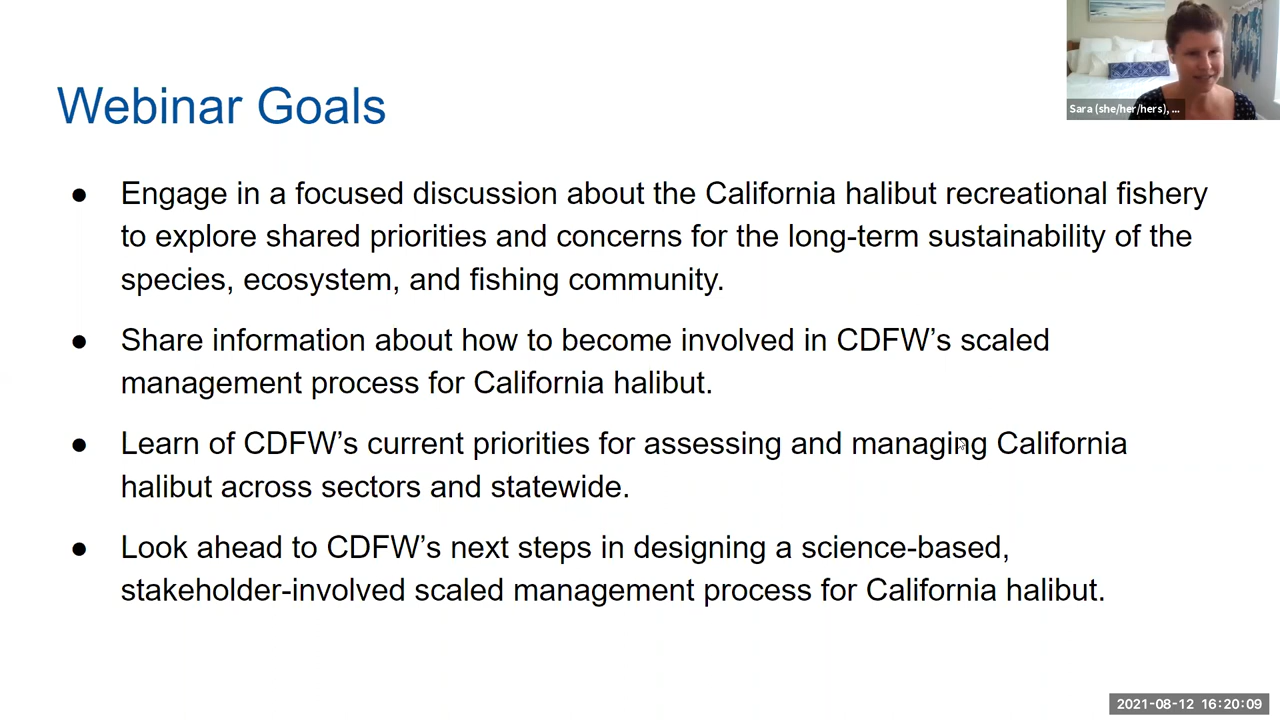 Webinar Goals
● Engage in a focused discussion about the California halibut recreational fishery
to explore shared priorities and concerns for the long-term sustainability of the
species, ecosystem, and fishing community.
● Share information about how to become involved in CDFW’s scaled
management process for California halibut.
● Learn of CDFW’s current priorities for assessing and managing California
halibut across sectors and statewide.
● Look ahead to CDFW’s next steps in designing a science-based,
stakeholder-involved scaled management process for California halibut.
Sara (she/her/hers), ...
2021-08-12 16:20:09